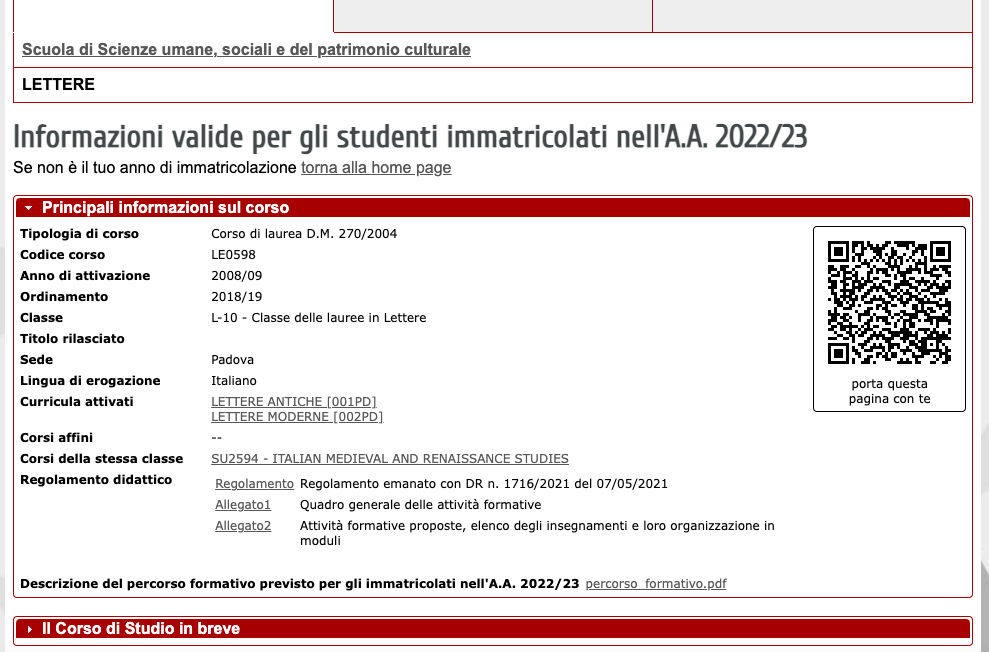 Scuola di Scienze umane, sociali e del patrimonio culturale
LETTERE
Informazioni valide per gli studenti immatricolati nell'A.A. 2022/23
Se non è il tuo anno di immatricolazione torna alla home page
Principali informazioni sul corso
Tipologia di corso Corso di laurea D.M. 270/2004
Codice corso LE0598
Anno di attivazione 2008/09
Ordinamento 2018/19
Classe L-10 - Classe delle lauree in Lettere
Titolo rilasciato
Sede Padova
Lingua di erogazione Italiano
Curricula attivati LETTERE ANTICHE [001PD]
LETTERE MODERNE [002PD]
Corsi affini --
Corsi della stessa classe SU2594 - ITALIAN MEDIEVAL AND RENAISSANCE STUDIES
Regolamento didattico Regolamento Regolamento emanato con DR n. 1716/2021 del 07/05/2021
Allegato1 Quadro generale delle attività formative
Allegato2 Attività formative proposte, elenco degli insegnamenti e loro organizzazione in
moduli
porta questa
pagina con te
Descrizione del percorso formativo previsto per gli immatricolati nell'A.A. 2022/23 percorso_formativo.pdf
Il Corso di Studio in breve